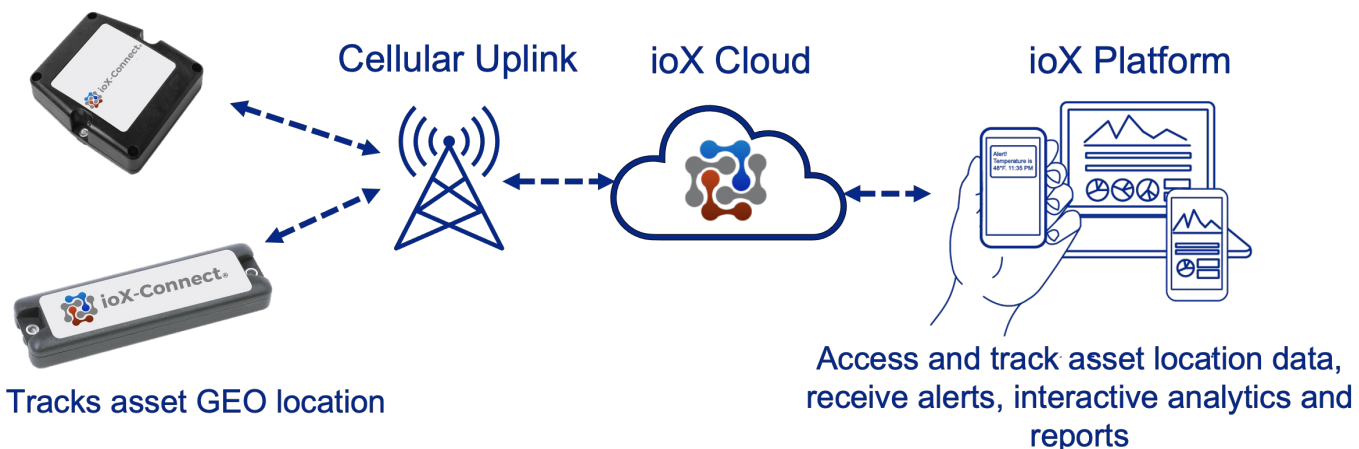 ioX-Connect®
Cellular Uplink
ioX Cloud
ioX Platform
Alert!
Temperature is
48°F. 11:35 PM
ioX-Connect®
Tracks asset GEO location
Access and track asset location data,
receive alerts, interactive analytics and
reports